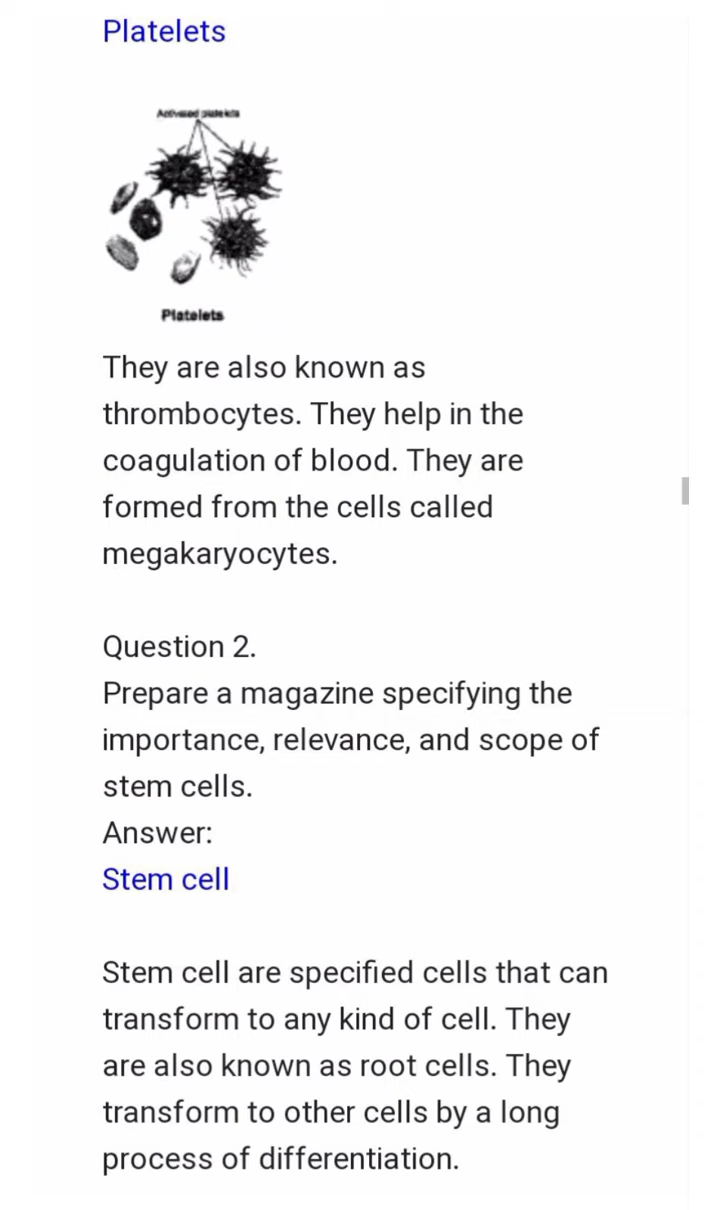 Platelets
Activated platelets
Platelets
They are also known as
thrombocytes. They help in the
coagulation of blood. They are
formed from the cells called
megakaryocytes.
Question 2.
Prepare a magazine specifying the
importance, relevance, and scope of
stem cells.
Answer:
Stem cell
Stem cell are specified cells that can
transform to any kind of cell. They
are also known as root cells. They
transform to other cells by a long
process of differentiation.